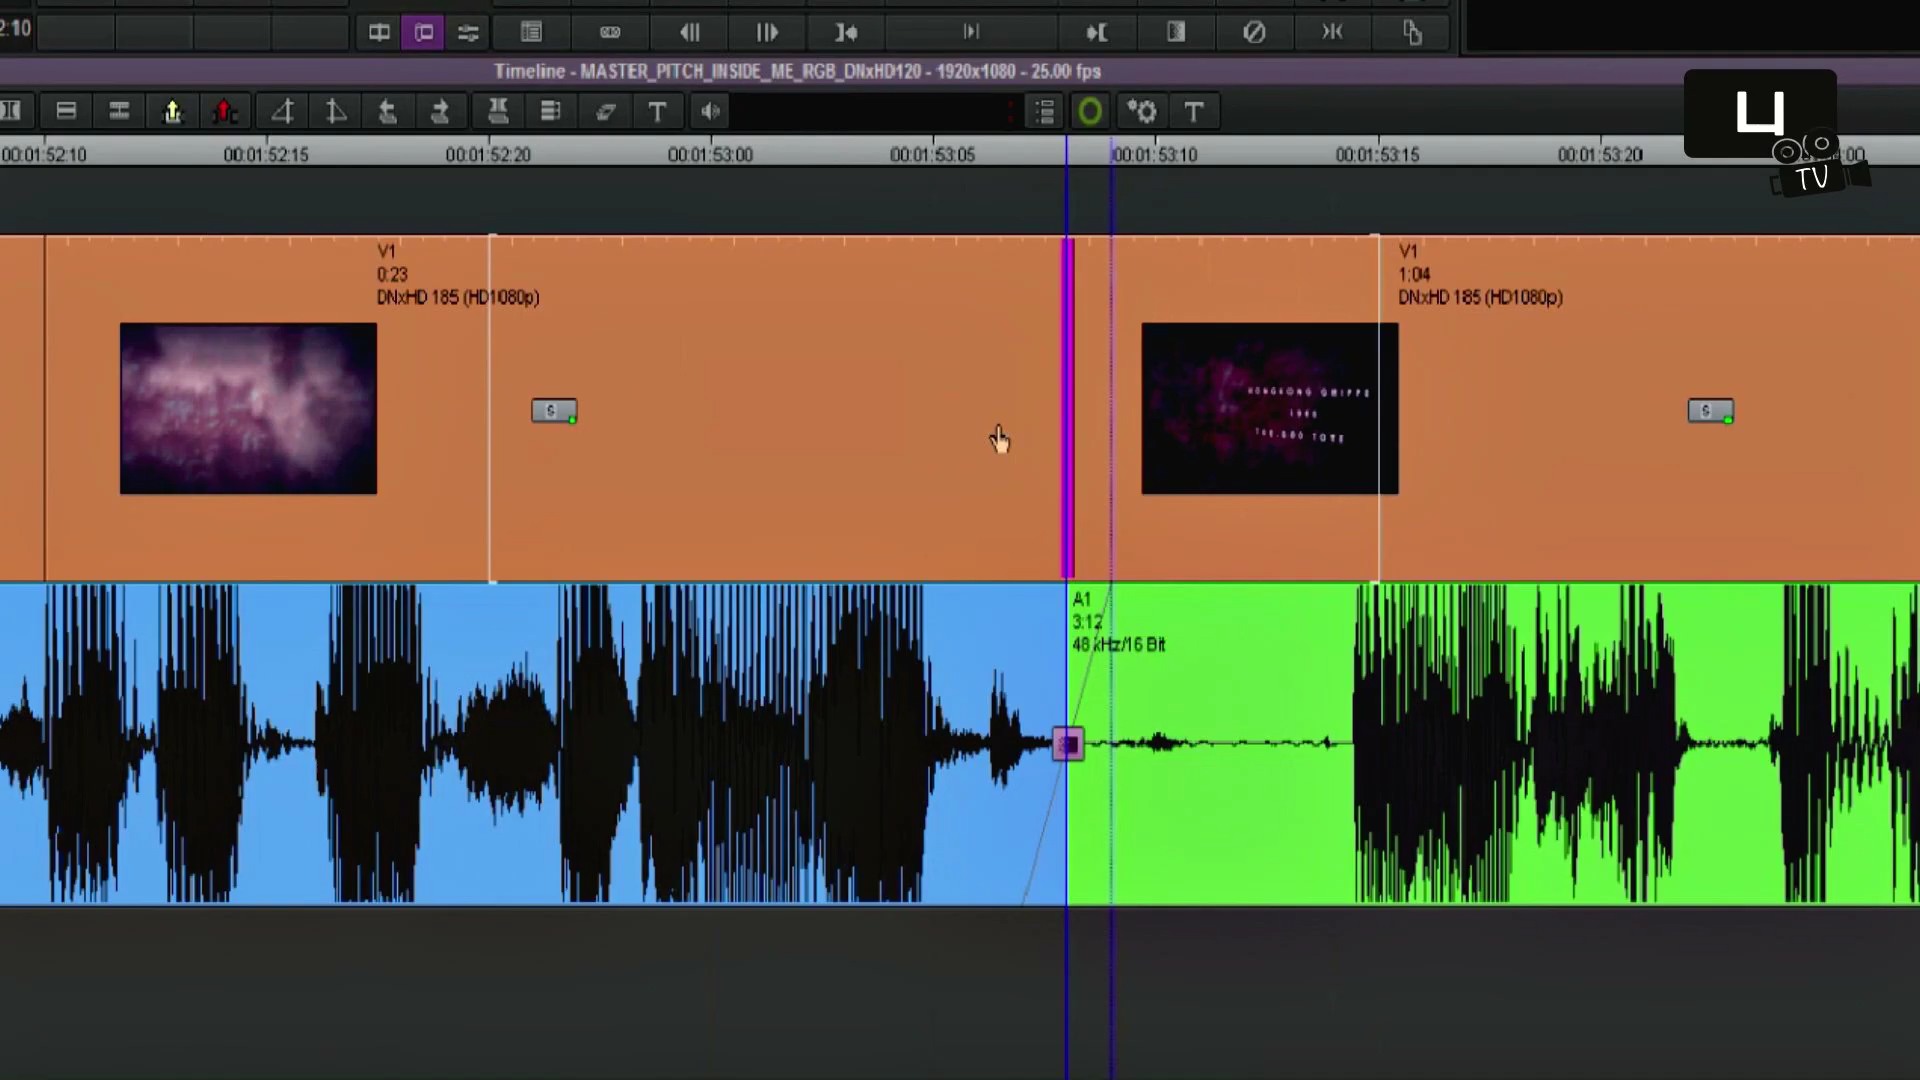 2:10
Timeline - MASTER_PITCH_INSIDE_ME_RGB_DNxHD120 - 1920x1080 - 25.00 fps
T
T
Ц
TV
00:01:52:10
00:01:52:15
00:01:52:20
00:01:53:00
00:01:53:05
00:01:53:10
00:01:53:15
00:01:53:20
:00
V1
0:23
DNxHD 185 (HD1080p)
V1
1:04
DNxHD 185 (HD1080p)
S
1980
S
A1
3:12
48 kHz/16 Bit